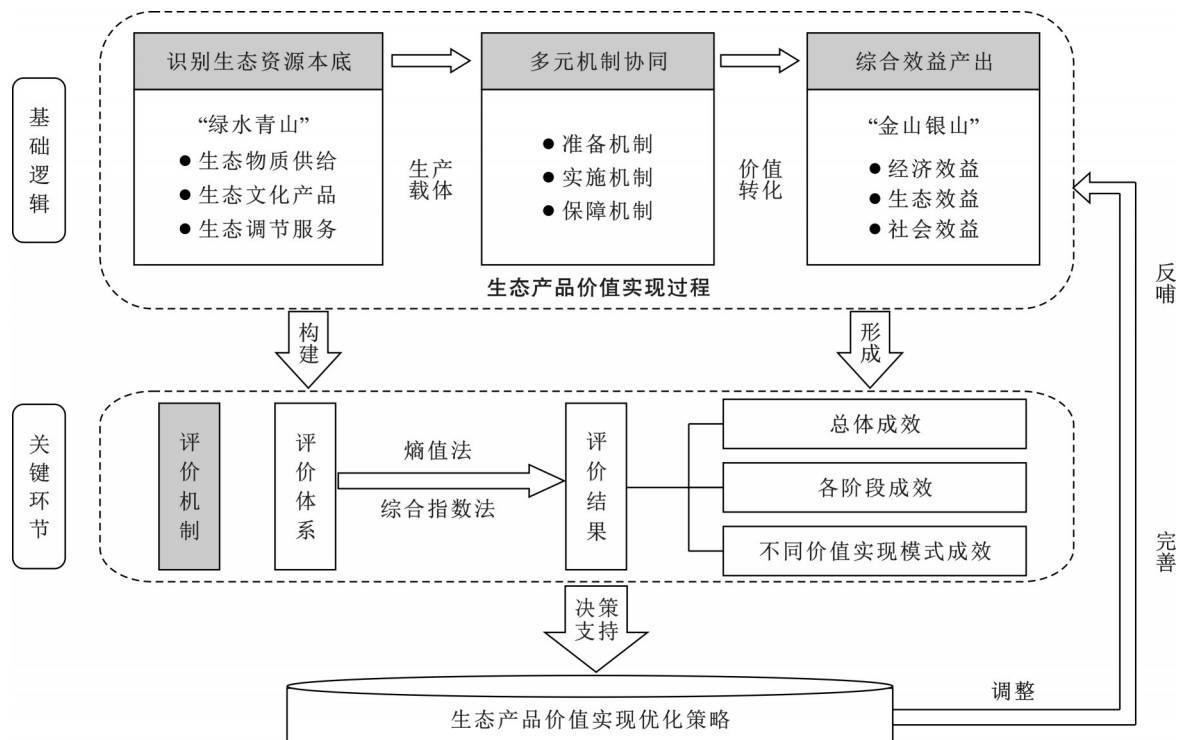 基础逻辑
识别生态资源本底
“绿水青山”
● 生态物质供给
● 生态文化产品
● 生态调节服务
生产
载体
多元机制协同
● 准备机制
● 实施机制
● 保障机制
价值
转化
综合效益产出
“金山银山”
● 经济效益
● 生态效益
● 社会效益
生态产品价值实现过程
构建
形成
反哺
关键环节
评价机制
评价体系
熵值法
综合指数法
评价结果
总体成效
各阶段成效
不同价值实现模式成效
完善
决策
支持
调整
生态产品价值实现优化策略